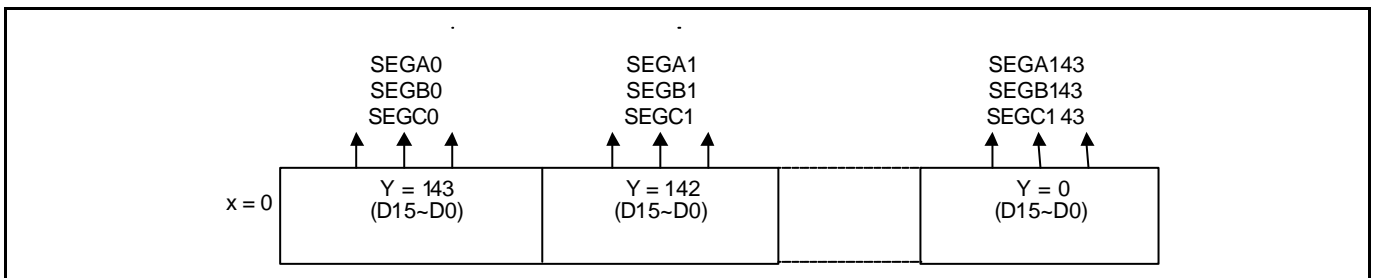 SEGA0 SEGA1 SEGA143
SEGB0 SEGB1 SEGB143
SEGC0 SEGC1 SEGC1 43
x = 0 Y = 143 Y = 142 Y = 0
(D15~D0) (D15~D0) (D15~D0)